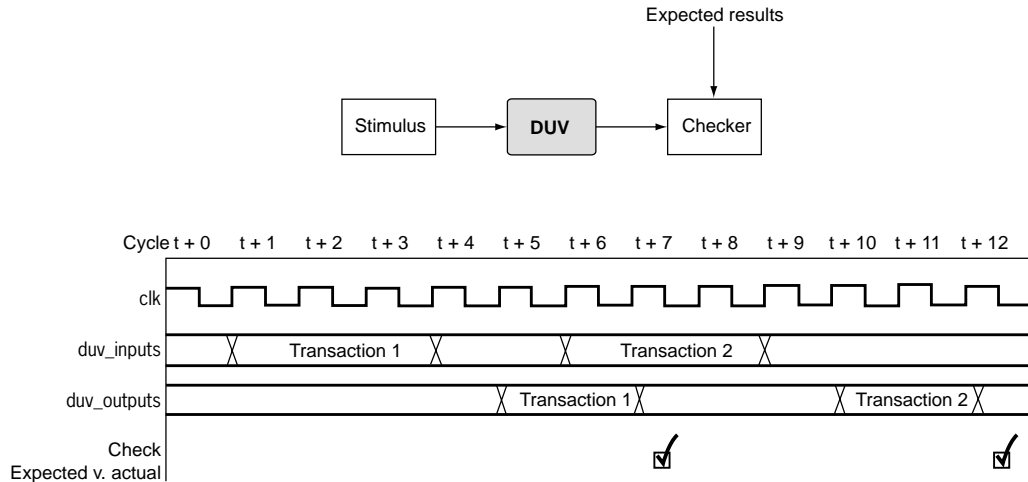 Expected results
Stimulus
DUV
Checker
Cycle t + 0 t + 1 t + 2 t + 3 t + 4 t + 5 t + 6 t + 7 t + 8 t + 9 t + 10 t + 11 t + 12
clk
duv_inputs Transaction 1 Transaction 2
duv_outputs Transaction 1 Transaction 2
Check
Expected v. actual